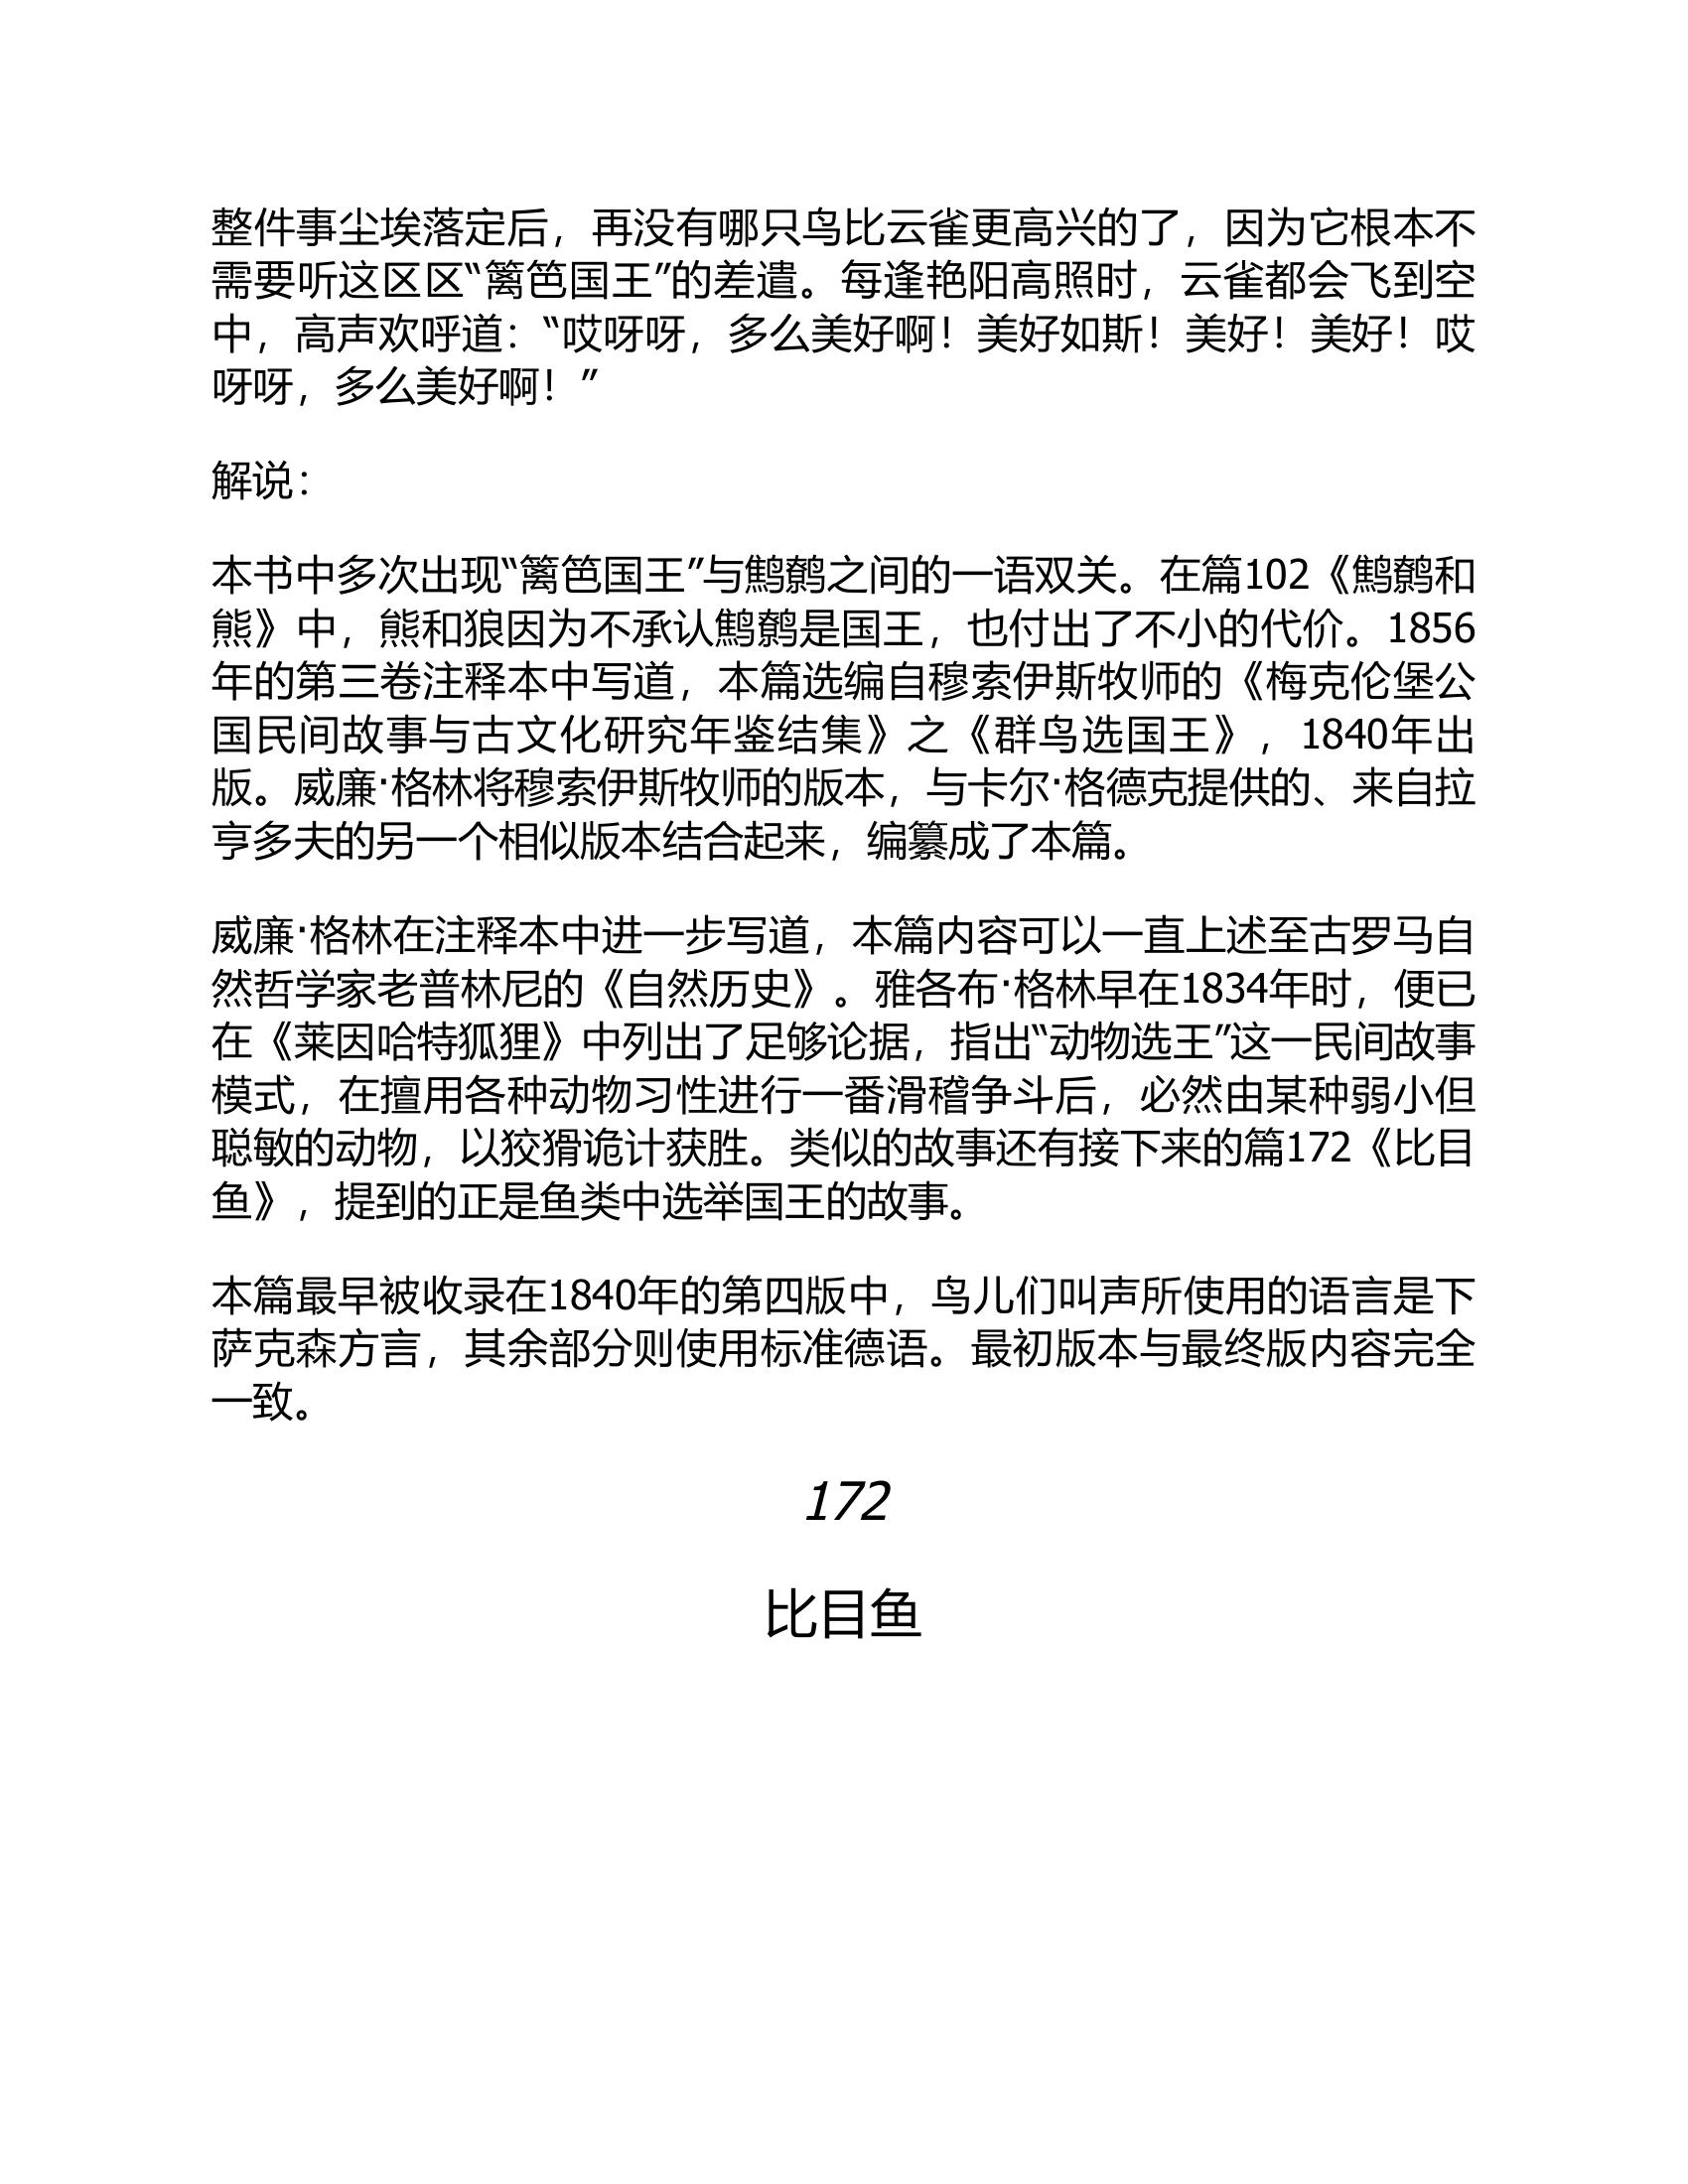 整件事尘埃落定后，再没有哪只鸟比云雀更高兴的了，因为它根本不
需要听这区区“篱笆国王”的差遣。每逢艳阳高照时，云雀都会飞到空
中，高声欢呼道：“哎呀呀，多么美好啊！美好如斯！美好！美好！哎
呀呀，多么美好啊！”
解说：
本书中多次出现“篱笆国王”与鹪鹩之间的一语双关。在篇102《鹪鹩和
熊》中，熊和狼因为不承认鹪鹩是国王，也付出了不小的代价。1856
年的第三卷注释本中写道，本篇选编自穆索伊斯牧师的《梅克伦堡公
国民间故事与古文化研究年鉴结集》之《群鸟选国王》，1840年出
版。威廉·格林将穆索伊斯牧师的版本，与卡尔·格德克提供的、来自拉
亨多夫的另一个相似版本结合起来，编纂成了本篇。
威廉·格林在注释本中进一步写道，本篇内容可以一直上述至古罗马自
然哲学家老普林尼的《自然历史》。雅各布·格林早在1834年时，便已
在《莱因哈特狐狸》中列出了足够论据，指出“动物选王”这一民间故事
模式，在擅用各种动物习性进行一番滑稽争斗后，必然由某种弱小但
聪敏的动物，以狡猾诡计获胜。类似的故事还有接下来的篇172《比目
鱼》，提到的正是鱼类中选举国王的故事。
本篇最早被收录在1840年的第四版中，鸟儿们叫声所使用的语言是下
萨克森方言，其余部分则使用标准德语。最初版本与最终版内容完全
一致。
172
比目鱼